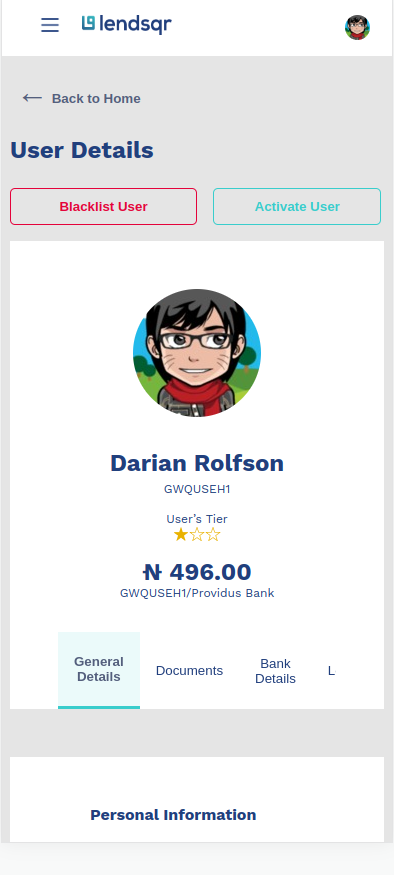 lendsqr
Back to Home
User Details
Blacklist User
Activate User
Darian Rolfson
GWQUSEH1
User's Tier
₦ 496.00
GWQUSEH1/Providus Bank
General
Details
Documents
Bank
Details
L
Personal Information